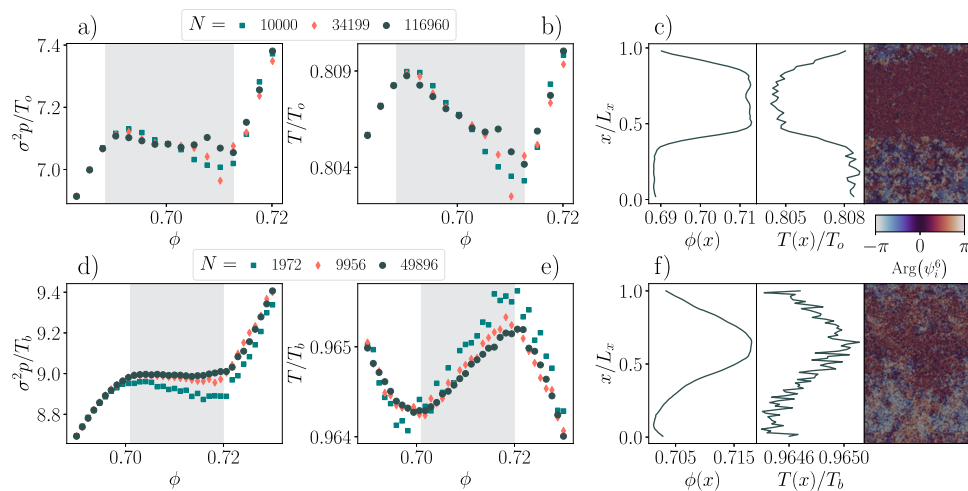 N = 10000 34199 116960
a)
7.4
7.2
7.0
σ²p/T_o
0.70 0.72
ϕ
b)
0.809
0.804
T/T_o
0.70 0.72
ϕ
c)
1.0
0.5
0.0
x/L_x
0.69 0.70 0.71
ϕ(x)
0.805 0.808
T(x)/T_o
−π 0 π
Arg(ψ_i^6)
N = 1972 9956 49896
d)
9.4
9.2
9.0
8.8
σ²p/T_b
0.70 0.72
ϕ
e)
0.965
0.964
T/T_b
0.70 0.72
ϕ
f)
1.0
0.5
0.0
x/L_x
0.705 0.715
ϕ(x)
0.9646 0.9650
T(x)/T_b